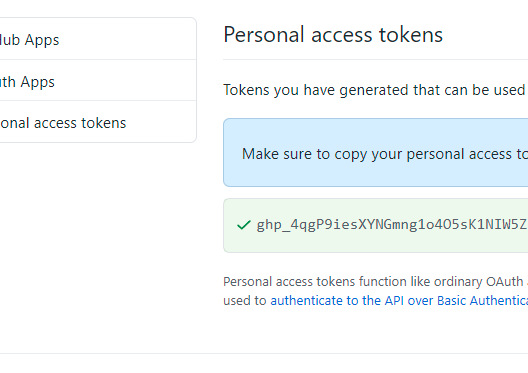 Hub Apps
th Apps
onal access tokens
Personal access tokens
Tokens you have generated that can be used
Make sure to copy your personal access to
ghp_4qgP9iesXYNGmng1o4O5sK1NIW5Z
Personal access tokens function like ordinary OAuth
used to authenticate to the API over Basic Authentica